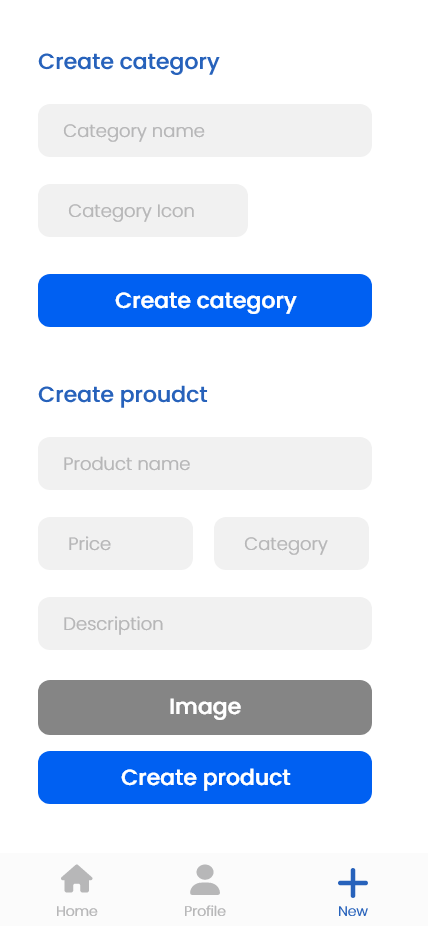 Create category
Category name
Category Icon
Create category
Create proudct
Product name
Price Category
Description
Image
Create product
Home Profile New